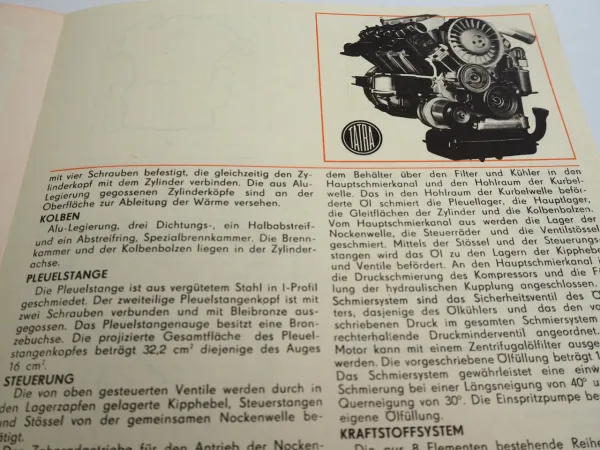 TATRA
mit vier Schrauben befestigt, die gleichzeitig den Zy-
linderkopf mit dem Zylinder verbinden. Die aus Alu-
Legierung gegossenen Zylinderköpfe sind an der
Oberfläche zur Ableitung der Wärme versehen.
KOLBEN
Alu-Legierung, drei Dichtungs-, ein Halbabstreif-
und ein Abstreifring, Spezialbrennkammer. Die Brenn-
kammer und der Kolbenbolzen liegen in der Zylinder-
achse.
PLEUELSTANGE
Die Pleuelstange ist aus vergütetem Stahl in I-Profil
geschmiedet. Der zweiteilige Pleuelstangenkopf ist mit
zwei Schrauben verbunden und mit Bleibronze aus-
gegossen. Das Pleuelstangenauge besitzt eine Bron-
zebuchse. Die projizierte Gesamtfläche des Pleuel-
stangenkopfes beträgt 32,2 cm² diejenige des Auges
16 cm².
STEUERUNG
Die von oben gesteuerten Ventile werden durch in
den Lagerzapfen gelagerte Kipphebel, Steuerstangen
und Stössel von der gemeinsamen Nockenwelle be-
tätigt.
für den Antrieb der Nocken-
dem Behälter über den Filter und Kühler in den
Hauptschmierkanal und den Hohlraum der Kurbel-
welle. Das in den Hohlraum der Kurbelwelle beför-
derte Öl schmiert die Pleuellager, die Hauptlager,
die Gleitflächen der Zylinder und die Kolbenbolzen.
Vom Hauptschmierkanal aus werden die Lager der
Nockenwelle, die Steuerräder und die Ventilstössel
geschmiert. Mittels der Stössel und der Steuerungs-
stangen wird das Öl zu den Lagern der Kipphebel
und Ventile befördert. An den Hauptschmierkanal
die Druckschmierung des Kompressors und die
lung der hydraulischen Kupplung angeschlossen.
Schmiersystem sind das Sicherheitsventil des
ters, dasjenige des Ölkühlers und das den
schriebenen Druck im gesamten Schmiersystem
rechterhaltende Druckmindventil angeordnet.
Motor kann mit einem Zentrifugalölfilter
werden. Die vorgeschriebene Ölfüllung beträgt
Das Schmiersystem gewährleistet eine
Schmierung bei einer Längsneigung von 40°
Querneigung von 30°. Die Einspritzpumpe
eigene Ölfüllung.
KRAFTSTOFFSYSTEM
Die aus 8 Elementen bestehende